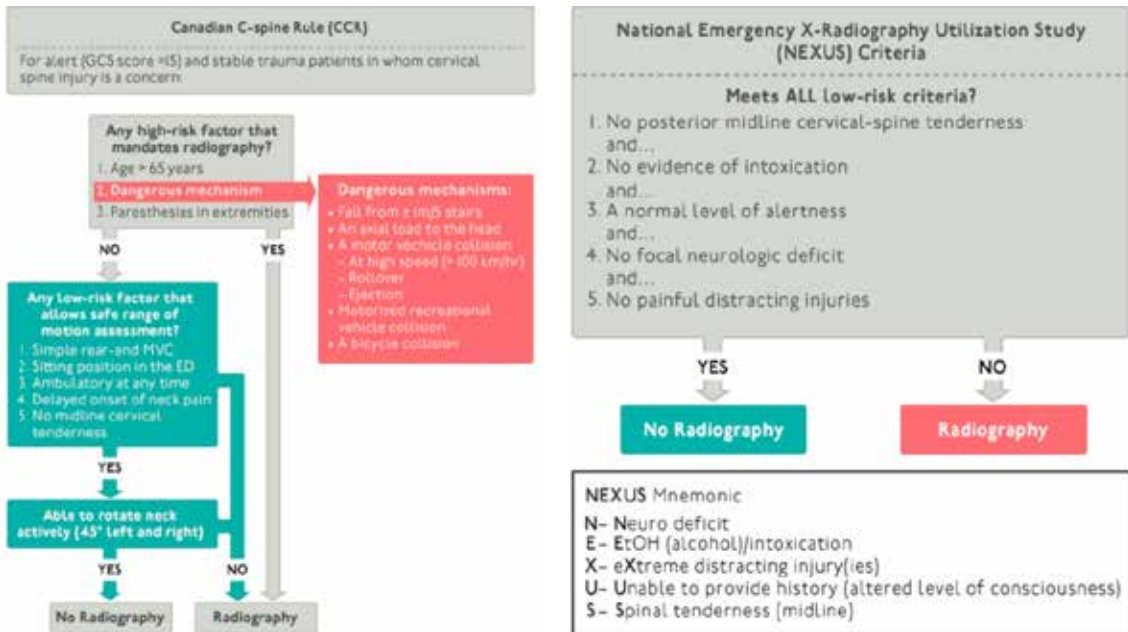 Canadian C-spine Rule (CCR)
For alert (GCS score =15) and stable trauma patients in whom cervical
spine injury is a concern.
Any high-risk factor that
mandates radiography?
1. Age > 65 years
2. Dangerous mechanism
3. Paresthesias in extremities
Dangerous mechanisms:
• Fall from ≥ 1m/5 stairs
• An axial load to the head
• A motor vechicle collision
– At high speed (> 100 km/hr)
– Rollover
– Ejection
• Motorized recreational
vehicle collision
• A bicycle collision
NO
YES
Any low-risk factor that
allows safe range of
motion assessment?
1. Simple rear-end MVC
2. Sitting position in the ED
3. Ambulatory at any time
4. Delayed onset of neck pain
5. No midline cervical
tenderness
YES
Able to rotate neck
actively (45° left and right)
YES
NO
No Radiography
Radiography
National Emergency X-Radiography Utilization Study
(NEXUS) Criteria
Meets ALL low-risk criteria?
1. No posterior midline cervical-spine tenderness
and...
2. No evidence of intoxication
and...
3. A normal level of alertness
and...
4. No focal neurologic deficit
and...
5. No painful distracting injuries
YES
NO
No Radiography
Radiography
NEXUS Mnemonic
N– Neuro deficit
E– EtOH (alcohol)/intoxication
X– eXtreme distracting injury(ies)
U– Unable to provide history (altered level of consciousness)
S– Spinal tenderness (midline)